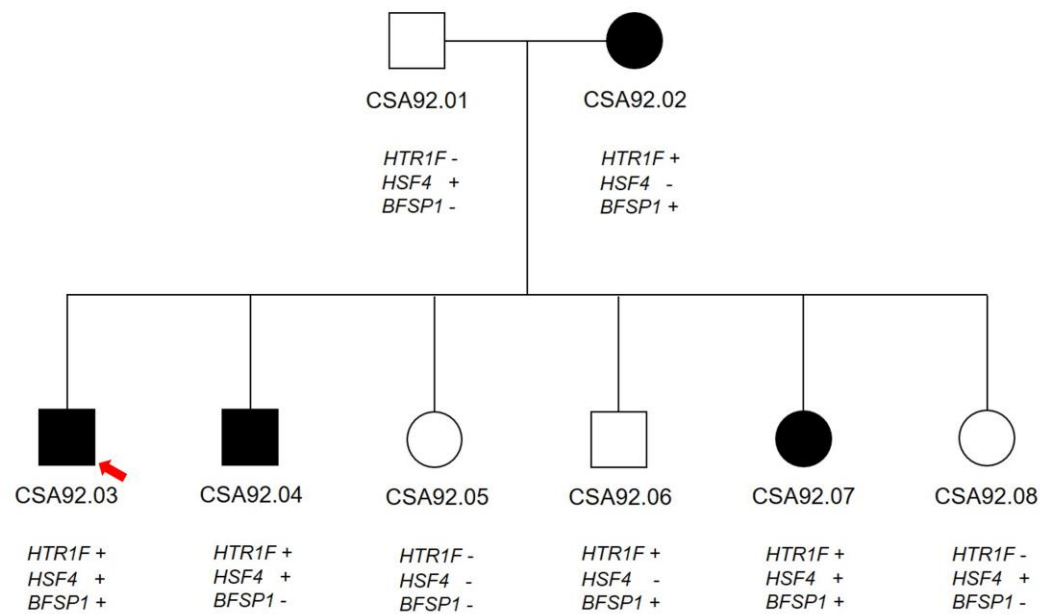 CSA92.01
CSA92.02
HTR1F -
HSF4 +
BFSP1 -
HTR1F +
HSF4 -
BFSP1 +
CSA92.03
CSA92.04
CSA92.05
CSA92.06
CSA92.07
CSA92.08
HTR1F +
HSF4 +
BFSP1 +
HTR1F +
HSF4 +
BFSP1 -
HTR1F -
HSF4 -
BFSP1 -
HTR1F +
HSF4 -
BFSP1 +
HTR1F +
HSF4 +
BFSP1 +
HTR1F -
HSF4 +
BFSP1 -